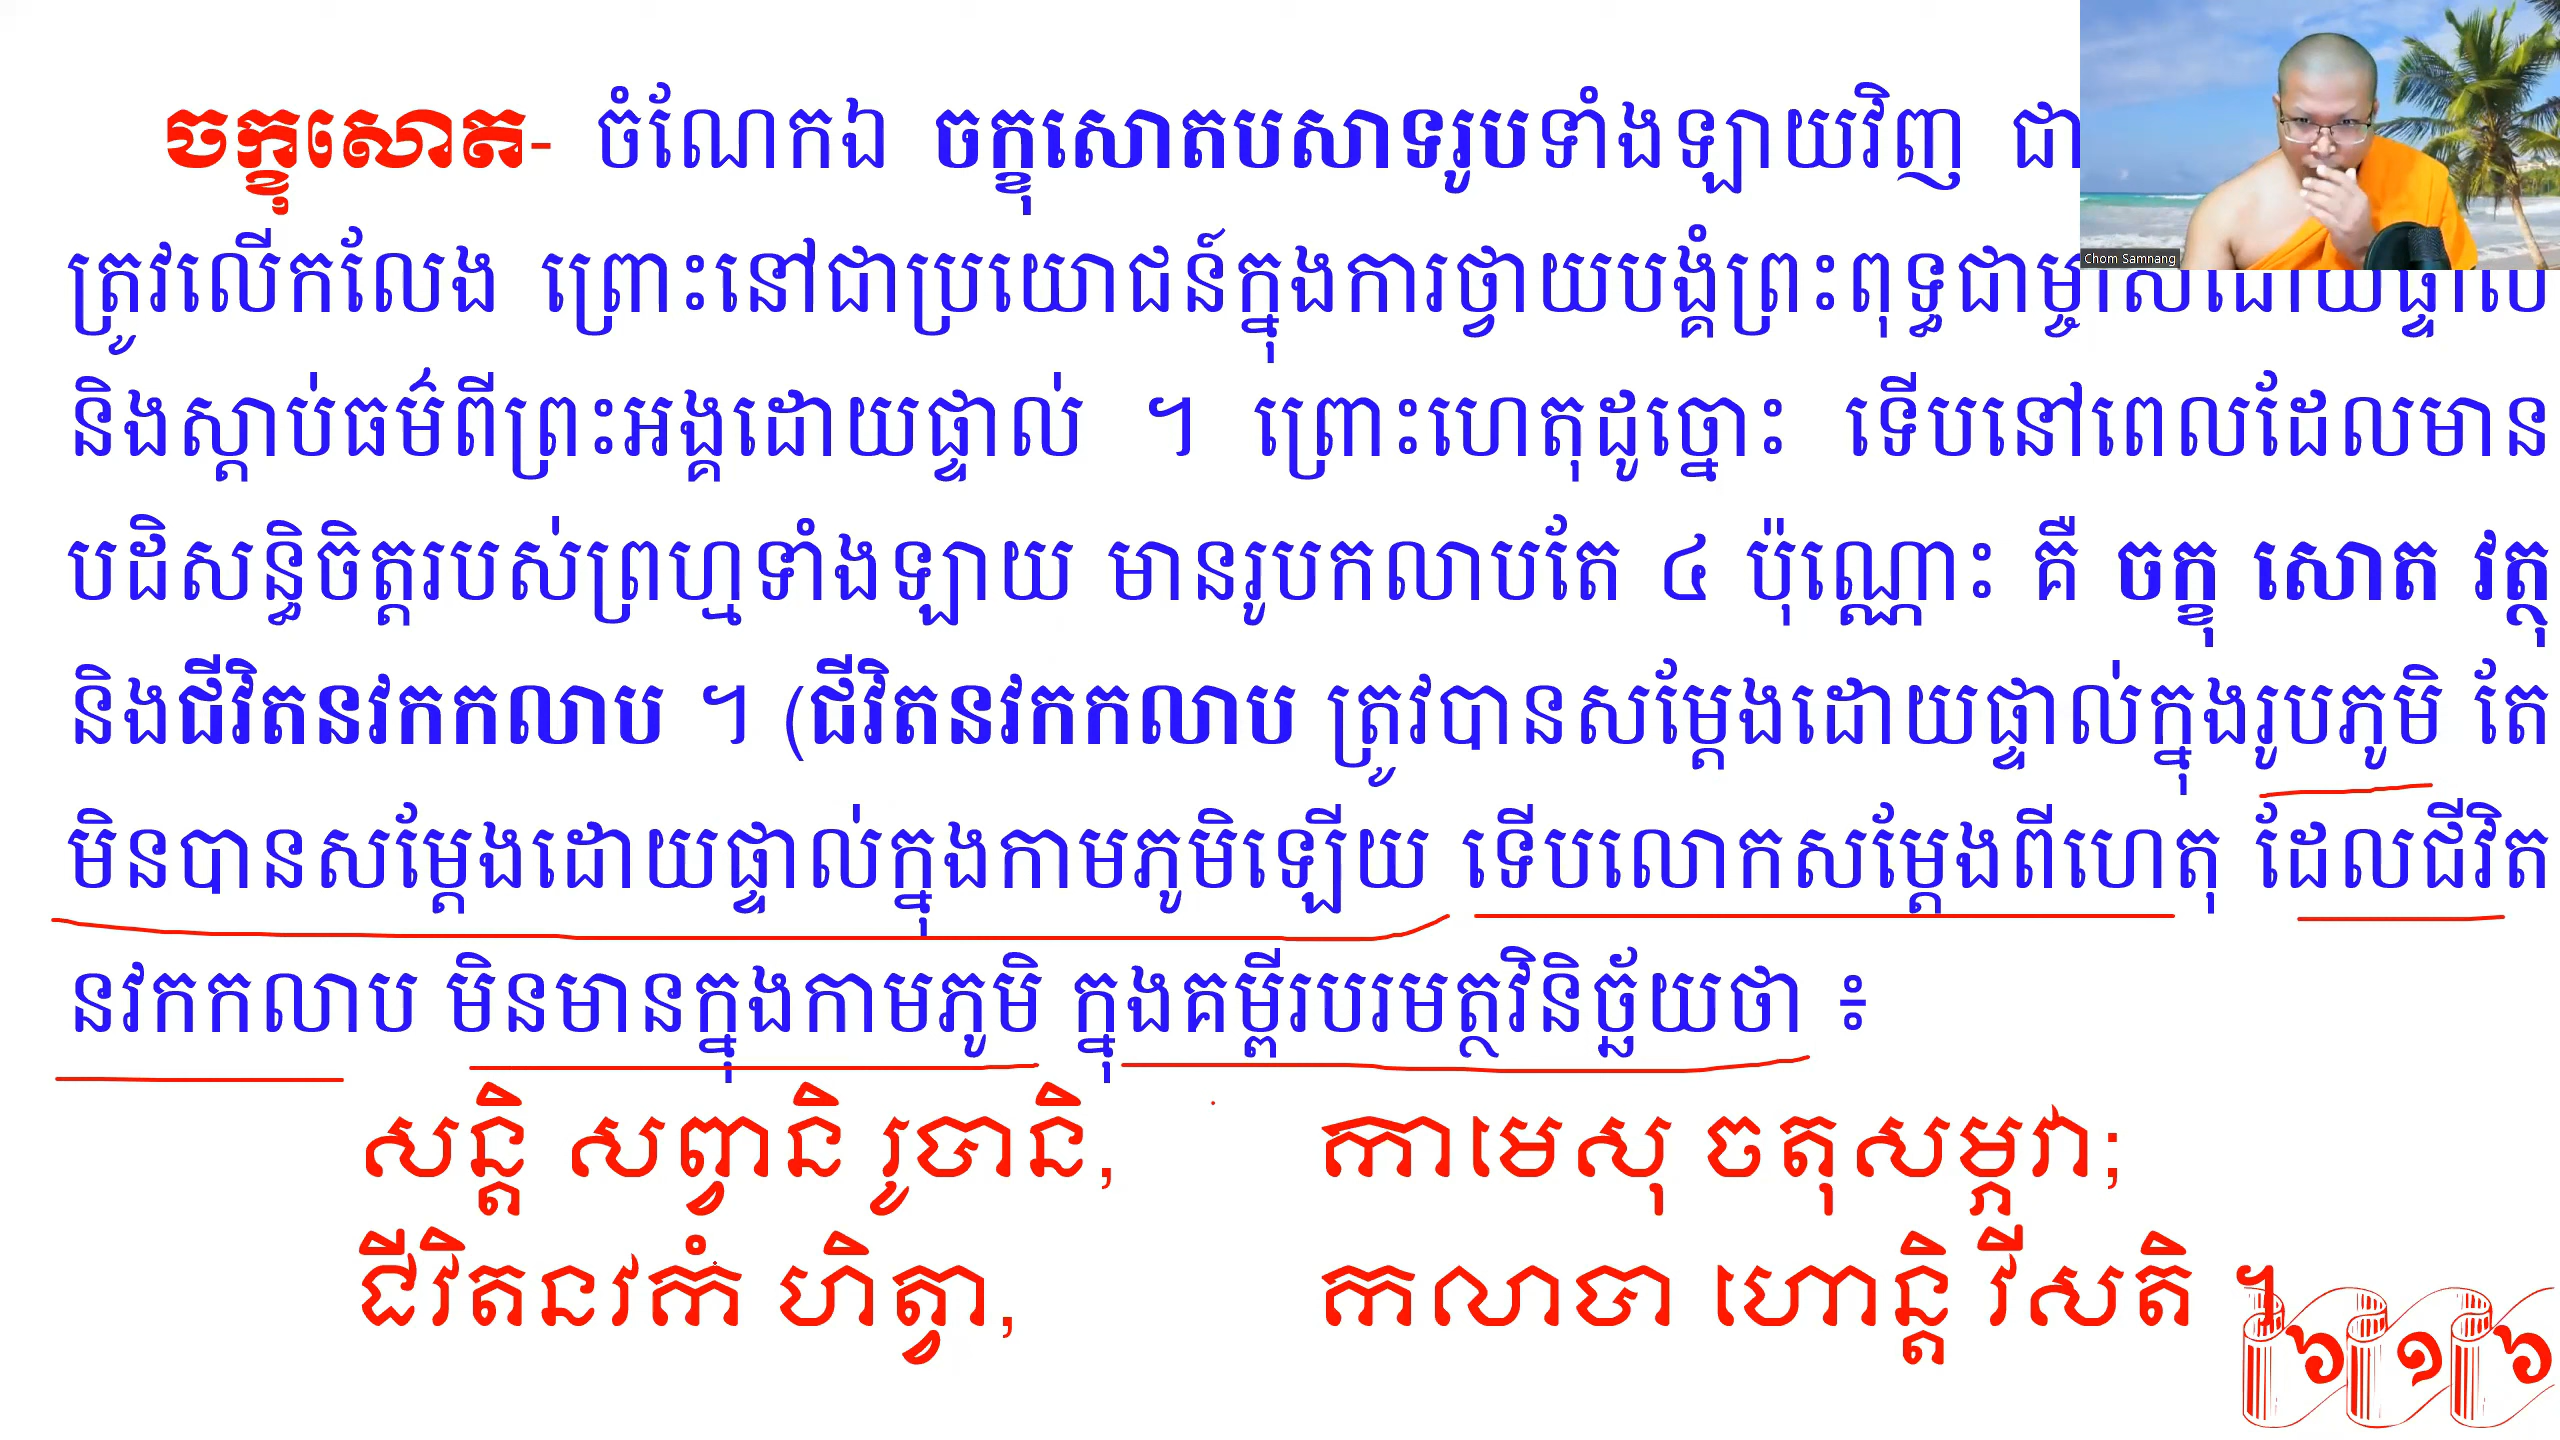 ចក្ខុសោត- ចំណែកឯ ចក្ខុសោតបសាទរូបទាំងឡាយវិញ ជា
Chom Samnang
ត្រូវលើកលែង ព្រោះនៅជាប្រយោជន៍ក្នុងការថ្វាយបង្គំព្រះពុទ្ធជាម្ចាស់ដោយផ្ទាល់
និងស្តាប់ធម៌ពីព្រះអង្គដោយផ្ទាល់ ។ ព្រោះហេតុដូច្នោះ ទើបនៅពេលដែលមាន
បដិសន្ធិចិត្តរបស់ព្រហ្មទាំងឡាយ មានរូបកលាបតែ ៤ ប៉ុណ្ណោះ គឺ ចក្ខុ សោត វត្ថុ
និងជីវិតនវកកលាប ។ (ជីវិតនវកកលាប ត្រូវបានសម្តែងដោយផ្ទាល់ក្នុងរូបភូមិ តែ
មិនបានសម្តែងដោយផ្ទាល់ក្នុងកាមភូមិឡើយ ទើបលោកសម្តែងពីហេតុ ដែលជីវិត
នវកកលាប មិនមានក្នុងកាមភូមិ ក្នុងគម្ពីរបរមត្ថវិនិច្ឆ័យថា ៖
សន្តិ សព្វានិ រូបានិ, កាមេសុ ចតុសម្ភវា;
ជីវិតនវកំ ហិត្វា, កលាបា ហោន្តិ វីសតិ ។
៦១៦